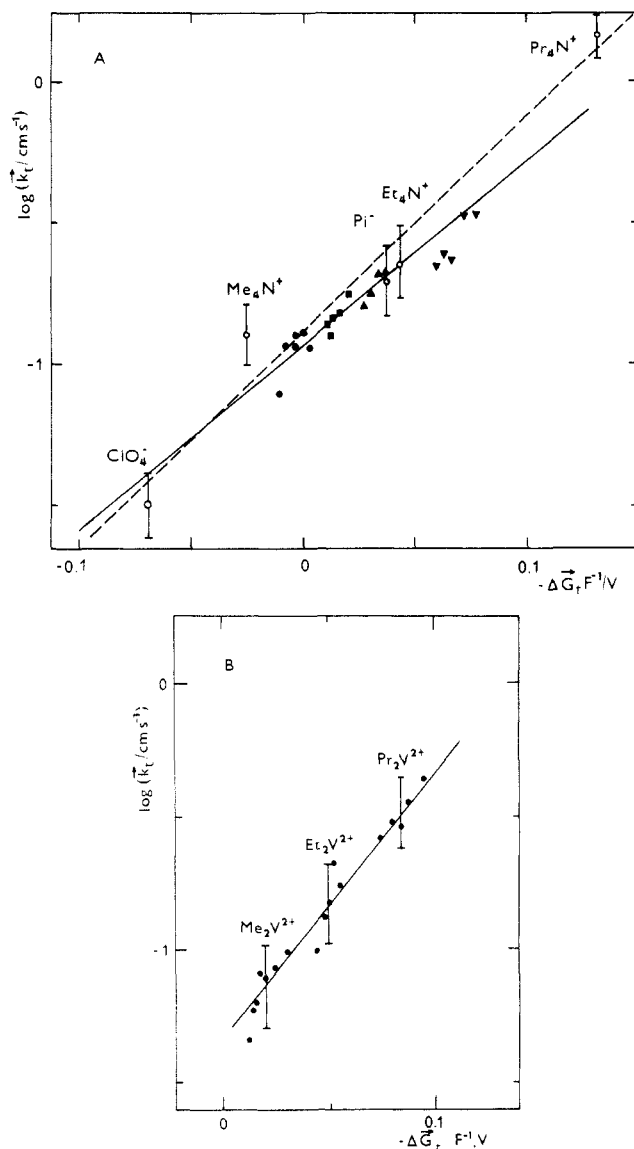 A
Pr₄N⁺
0
log(k⃗ₜ/cm s⁻¹)
Et₄N⁺
Pi⁻
Me₄N⁺
-1
ClO₄⁻
-0.1
0
0.1
-ΔG⃗ₜ F⁻¹/V
B
0
log(k⃗ₜ/cm s⁻¹)
Pr₂V²⁺
Et₂V²⁺
Me₂V²⁺
-1
0
0.1
-ΔG⃗ₜ F⁻¹/V